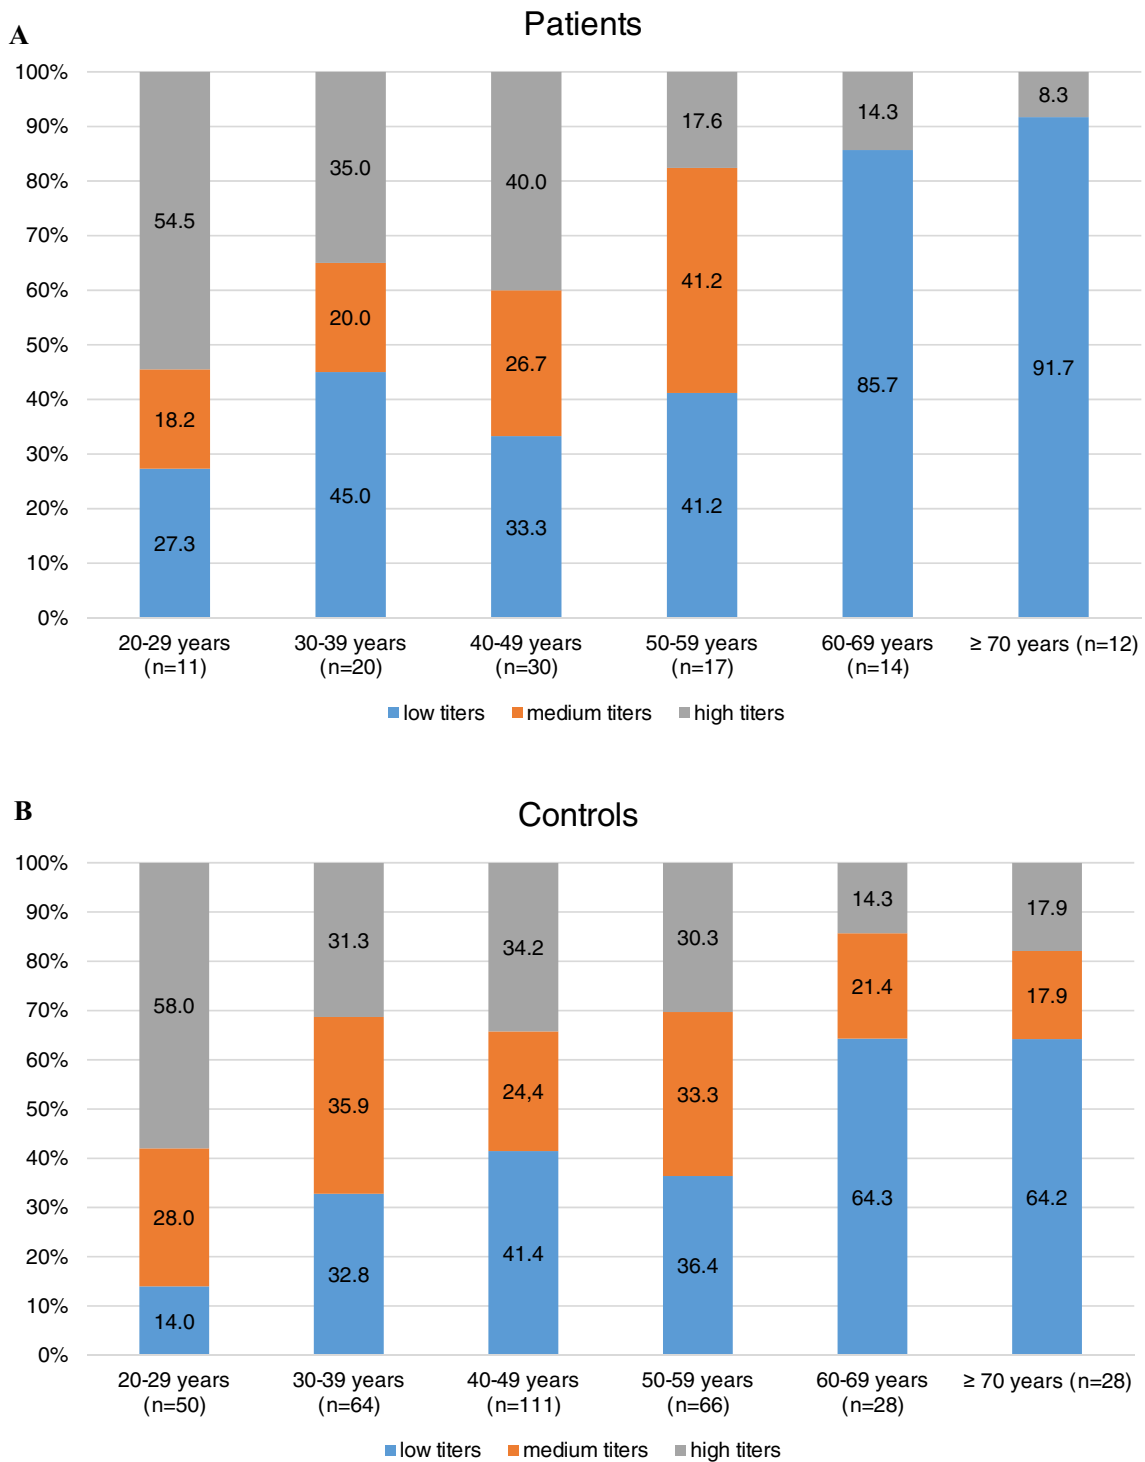 A
Patients
100%
90%
80%
70%
60%
50%
40%
30%
20%
10%
0%
54.5
18.2
27.3
35.0
20.0
45.0
40.0
26.7
33.3
17.6
41.2
41.2
14.3
85.7
8.3
91.7
20-29 years
(n=11)
30-39 years
(n=20)
40-49 years
(n=30)
50-59 years
(n=17)
60-69 years
(n=14)
≥ 70 years (n=12)
low titers medium titers high titers
B
Controls
100%
90%
80%
70%
60%
50%
40%
30%
20%
10%
0%
58.0
28.0
14.0
31.3
35.9
32.8
34.2
24,4
41.4
30.3
33.3
36.4
14.3
21.4
64.3
17.9
17.9
64.2
20-29 years
(n=50)
30-39 years
(n=64)
40-49 years
(n=111)
50-59 years
(n=66)
60-69 years
(n=28)
≥ 70 years (n=28)
low titers medium titers high titers